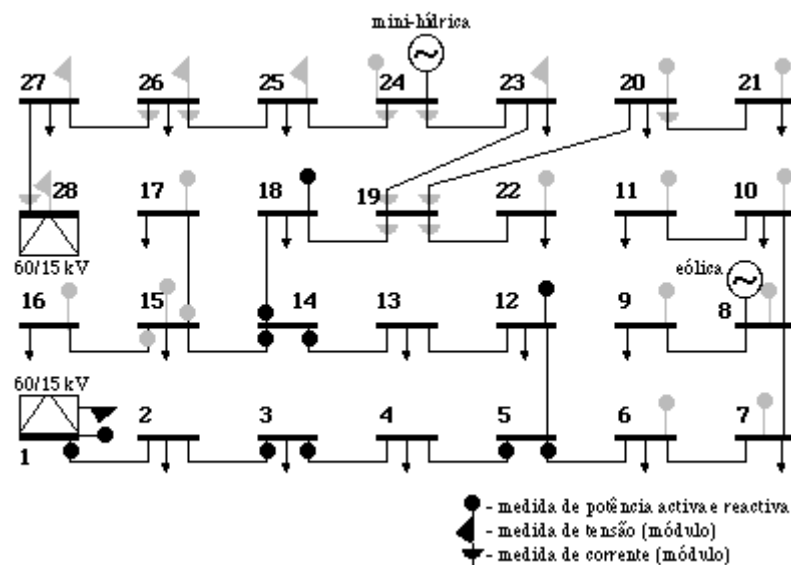 mini-hídrica
27 26 25 24 23 20 21
28 17 18 19 22 11 10
60/15 kV
eólica
16 15 14 13 12 9 8
60/15 kV
1 2 3 4 5 6 7
- medida de potência activa e reactiva
- medida de tensão (módulo)
- medida de corrente (módulo)